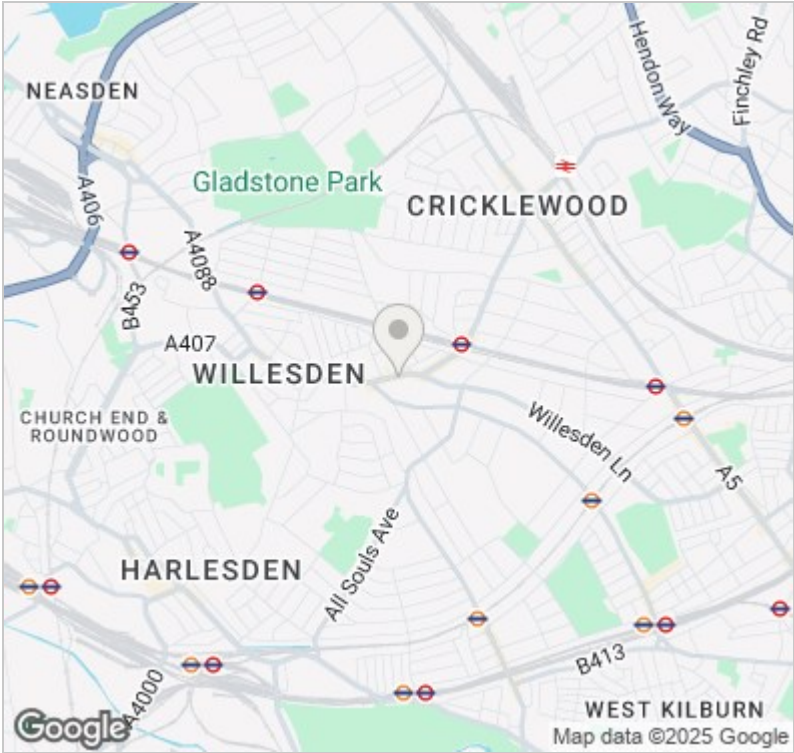 Hendon Way
Finchley Rd
NEASDEN
Gladstone Park
CRICKLEWOOD
A406
A4088
B453
A407
WILLESDEN
CHURCH END &
ROUNDWOOD
Willesden Ln
A5
All Souls Ave
HARLESDEN
B413
A4000
WEST KILBURN
Google
Map data ©2025 Google